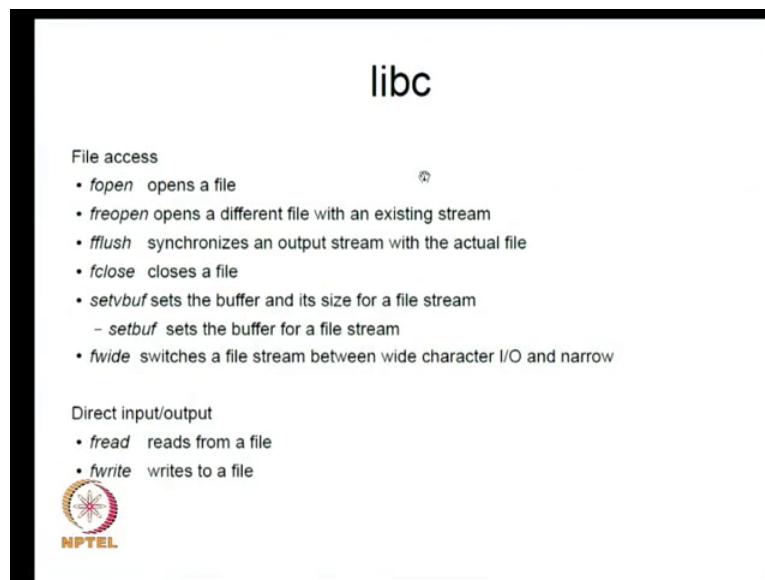 libc
File access
• fopen opens a file
• freopen opens a different file with an existing stream
• fflush synchronizes an output stream with the actual file
• fclose closes a file
• setvbuf sets the buffer and its size for a file stream
– setbuf sets the buffer for a file stream
• fwide switches a file stream between wide character I/O and narrow
Direct input/output
• fread reads from a file
• fwrite writes to a file
NPTEL